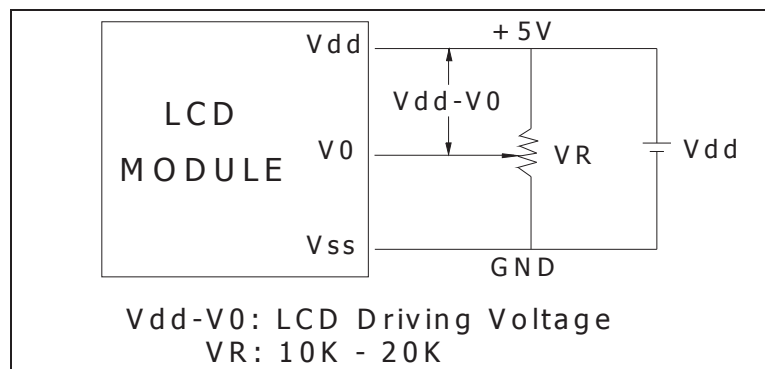 +5V
Vdd
Vdd-V0
LCD
MODULE
V0
VR
Vdd
Vss
GND
Vdd-V0: LCD Driving Voltage
VR: 10K - 20K